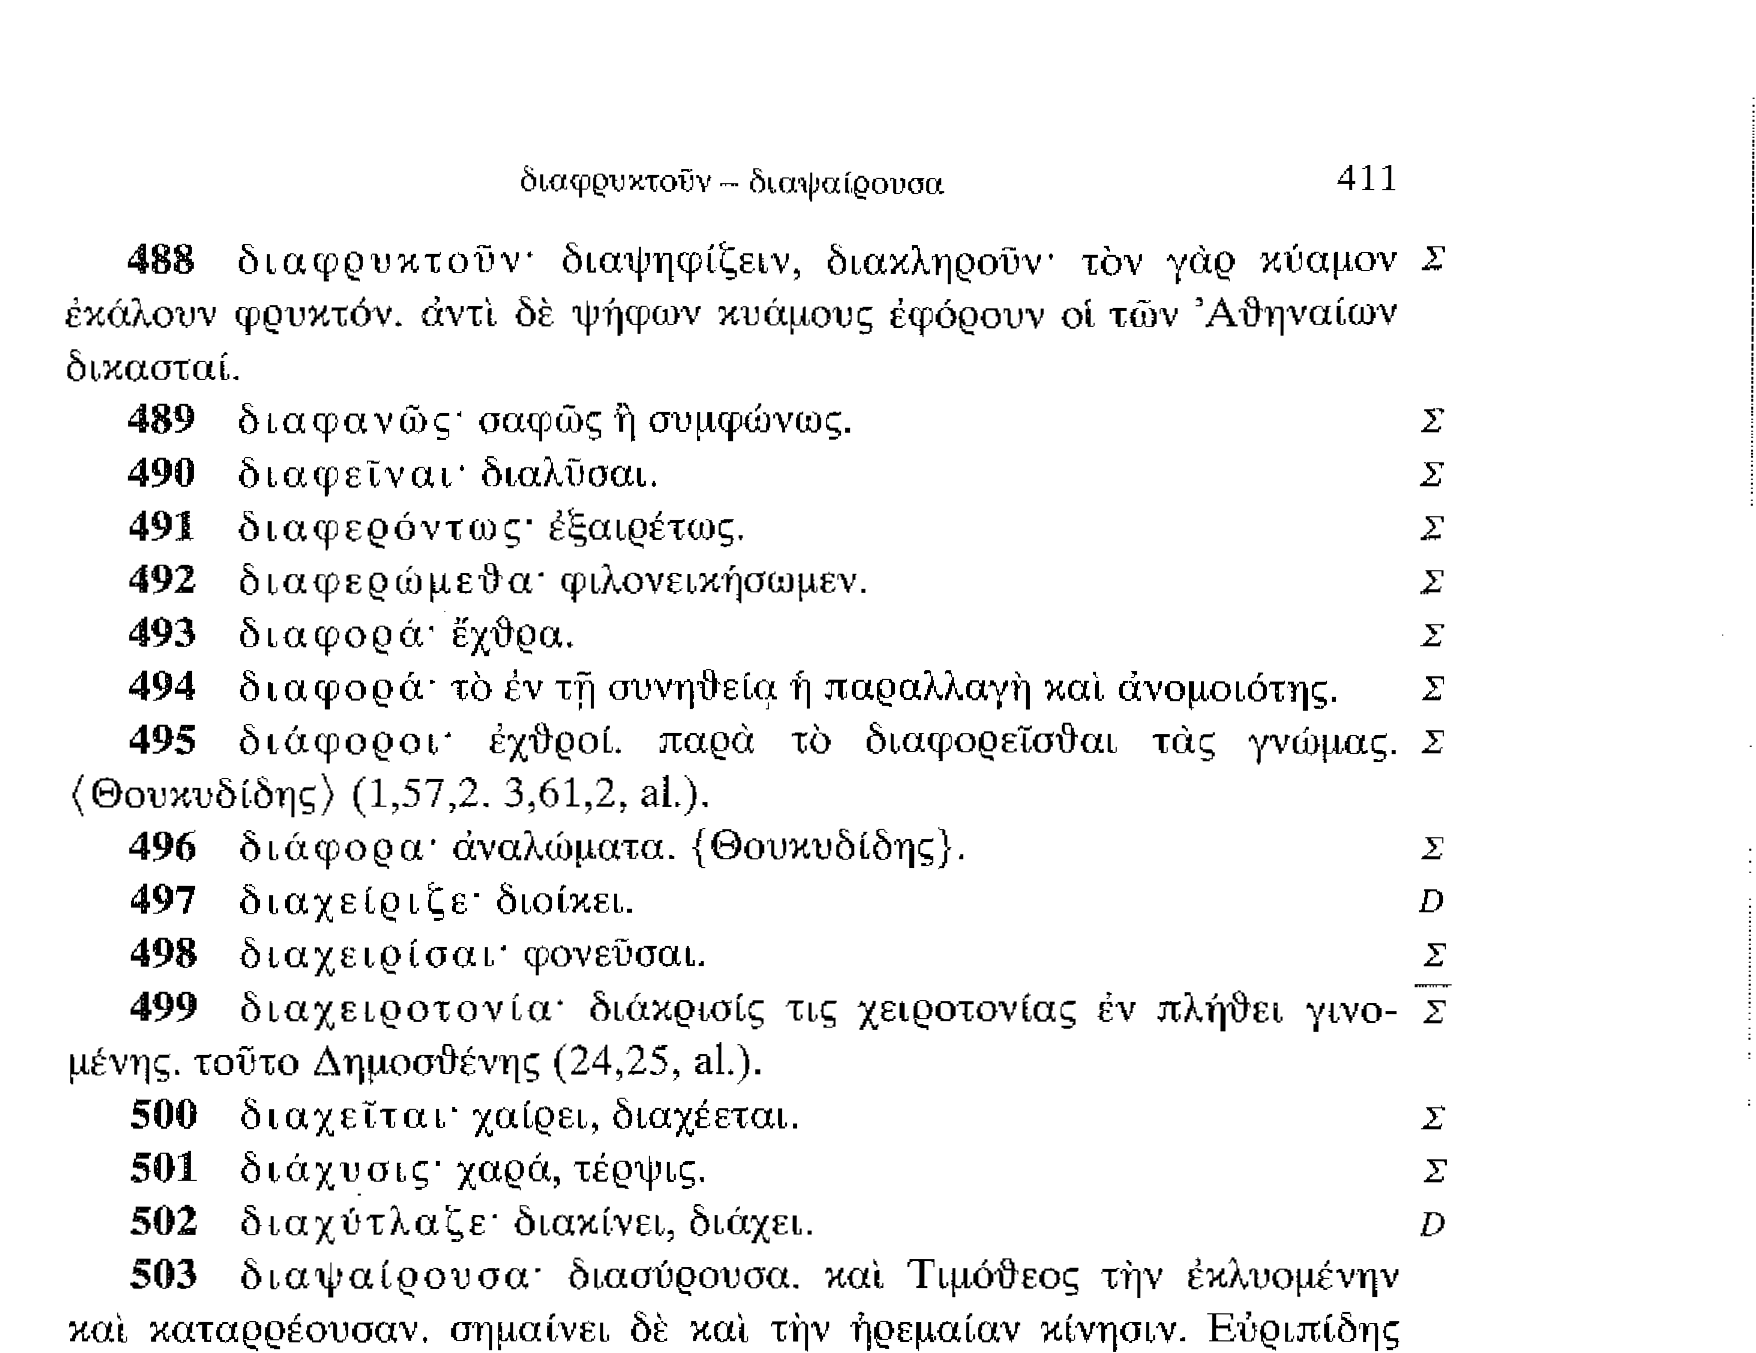 διαφρυκτοῦν – διαψαίρουσα 411
488 διαφρυκτοῦν· διαψηφίζειν, διακληροῦν· τὸν γὰρ κύαμον Σ
ἐκάλουν φρυκτόν. ἀντὶ δὲ ψήφων κυάμους ἐφόρουν οἱ τῶν Ἀθηναίων
δικασταί.
489 διαφανῶς· σαφῶς ἢ συμφώνως. Σ
490 διαφεῖναι· διαλῦσαι. Σ
491 διαφερόντως· ἐξαιρέτως. Σ
492 διαφερώμεθα· φιλονεικήσωμεν. Σ
493 διαφορά· ἔχθρα. Σ
494 διαφορά· τὸ ἐν τῇ συνηθείᾳ ἡ παραλλαγὴ καὶ ἀνομοιότης. Σ
495 διάφοροι· ἐχθροί. παρὰ τὸ διαφορεῖσθαι τὰς γνώμας. Σ
⟨Θουκυδίδης⟩ (1,57,2. 3,61,2, al.).
496 διάφορα· ἀναλώματα. {Θουκυδίδης}. Σ
497 διαχείριζε· διοίκει. D
498 διαχειρίσαι· φονεῦσαι. Σ
499 διαχειροτονία· διάκρισίς τις χειροτονίας ἐν πλήθει γινο- Σ̅
μένης. τοῦτο Δημοσθένης (24,25, al.).
500 διαχεῖται· χαίρει, διαχέεται. Σ
501 διάχυσις· χαρά, τέρψις. Σ
502 διαχύτλαζε· διακίνει, διάχει. D
503 διαψαίρουσα· διασύρουσα. καὶ Τιμόθεος τὴν ἐκλυομένην
καὶ καταρρέουσαν. σημαίνει δὲ καὶ τὴν ἠρεμαίαν κίνησιν. Εὐριπίδης